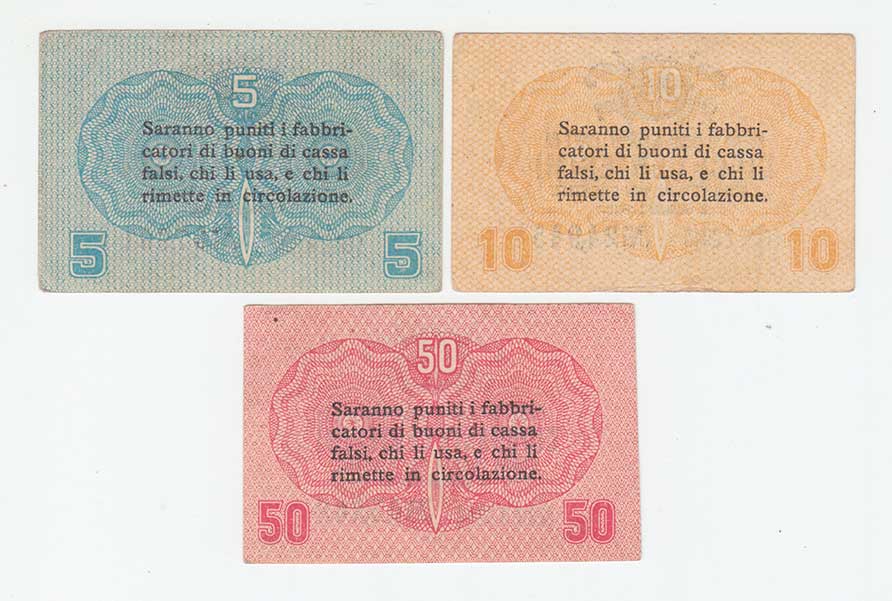 5
Saranno puniti i fabbri-
catori di buoni di cassa
falsi, chi li usa, e chi li
rimette in circolazione.
5 5
10
Saranno puniti i fabbri-
catori di buoni di cassa
falsi, chi li usa, e chi li
rimette in circolazione.
10 10
50
Saranno puniti i fabbri-
catori di buoni di cassa
falsi, chi li usa, e chi li
rimette in circolazione.
50 50